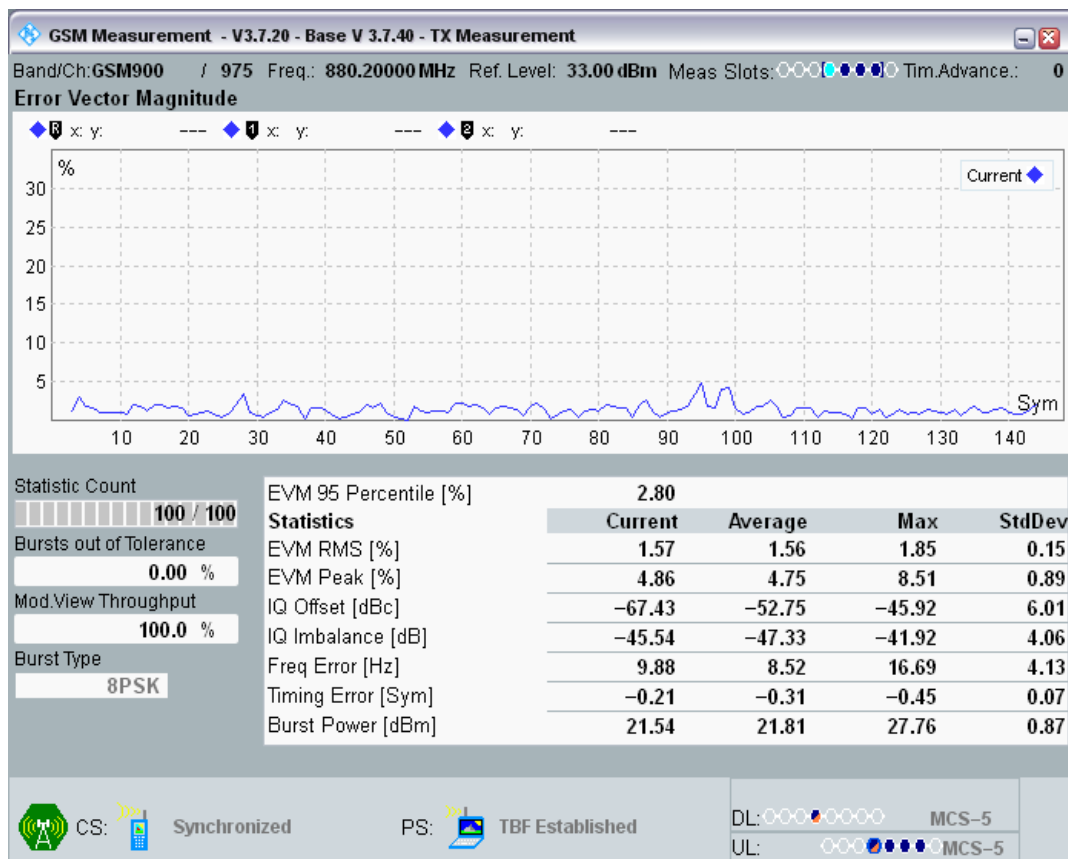 GSM Measurement - V3.7.20 - Base V 3.7.40 - TX Measurement
Band/Ch:GSM900 / 975 Freq.: 880.20000 MHz Ref. Level: 33.00 dBm Meas Slots: Tim.Advance.: 0
Error Vector Magnitude
R x: y: --- 1 x: y: --- 2 x: y: ---
%
Current
30
25
20
15
10
5
Sym
10 20 30 40 50 60 70 80 90 100 110 120 130 140
Statistic Count
100 / 100
Bursts out of Tolerance
0.00 %
Mod.View Throughput
100.0 %
Burst Type
8PSK
EVM 95 Percentile [%] 2.80
Statistics Current Average Max StdDev
EVM RMS [%] 1.57 1.56 1.85 0.15
EVM Peak [%] 4.86 4.75 8.51 0.89
IQ Offset [dBc] −67.43 −52.75 −45.92 6.01
IQ Imbalance [dB] −45.54 −47.33 −41.92 4.06
Freq Error [Hz] 9.88 8.52 16.69 4.13
Timing Error [Sym] −0.21 −0.31 −0.45 0.07
Burst Power [dBm] 21.54 21.81 27.76 0.87
CS: Synchronized PS: TBF Established
DL: MCS−5
UL: MCS−5